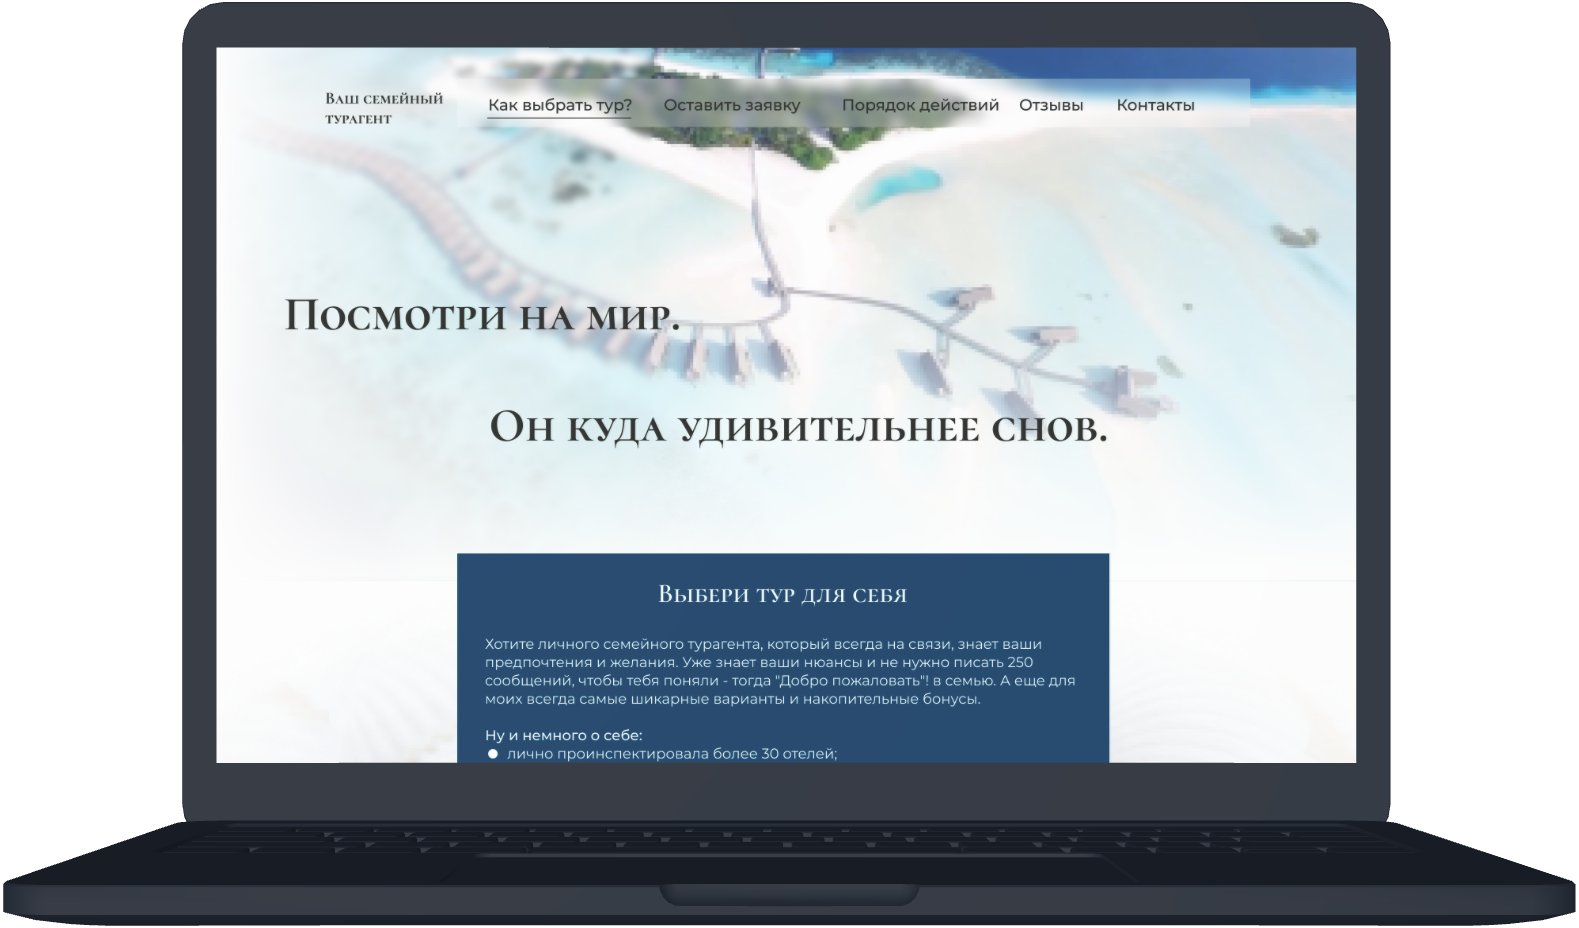 Ваш семейный
турагент
Как выбрать тур? Оставить заявку Порядок действий Отзывы Контакты
Посмотри на мир.
Он куда удивительнее снов.
Выбери тур для себя
Хотите личного семейного турагента, который всегда на связи, знает ваши
предпочтения и желания. Уже знает ваши нюансы и не нужно писать 250
сообщений, чтобы тебя поняли - тогда "Добро пожаловать"! в семью. А еще для
моих всегда самые шикарные варианты и накопительные бонусы.
Ну и немного о себе:
● лично проинспектировала более 30 отелей;